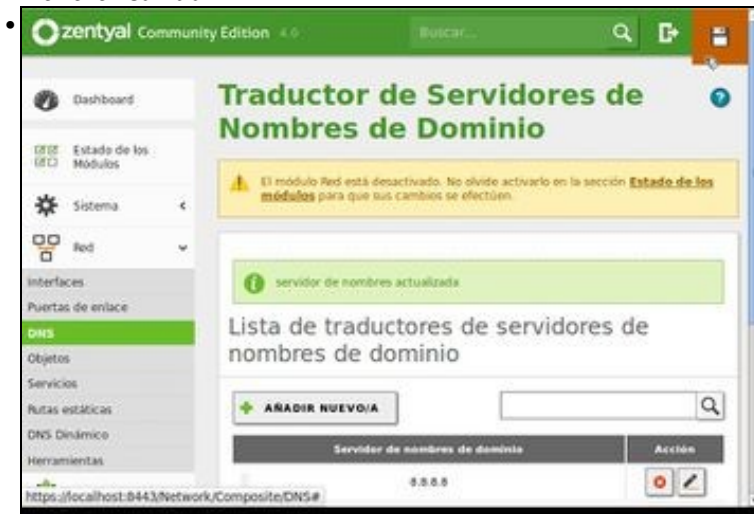 zentyal Community Edition 4.0
Buscar...
Dashboard
Estado de los
Módulos
Sistema
Red
Interfaces
Puertas de enlace
DNS
Objetos
Servicios
Rutas estáticas
DNS Dinámico
Herramientas
Traductor de Servidores de
Nombres de Dominio
El módulo Red está desactivado. No olvide activarlo en la sección Estado de los
módulos para que sus cambios se efectúen.
servidor de nombres actualizada
Lista de traductores de servidores de
nombres de dominio
AÑADIR NUEVO/A
Servidor de nombres de dominio
Acción
8.8.8.8
https://localhost:8443/Network/Composite/DNS#